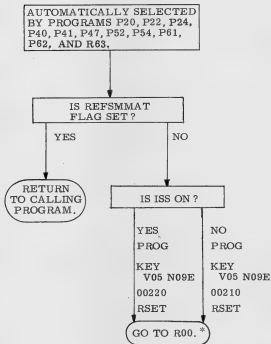 AUTOMATICALLY SELECTED
BY PROGRAMS P20, P22, P24,
P40, P41, P47, P52, P54, P61,
P62, AND R63.
IS REFSMMAT
FLAG SET?
YES
NO
RETURN
TO CALLING
PROGRAM.
IS ISS ON?
YES
NO
PROG
PROG
KEY
KEY
V05 N09E
V05 N09E
00220
00210
RSET
RSET
GO TO R00.*